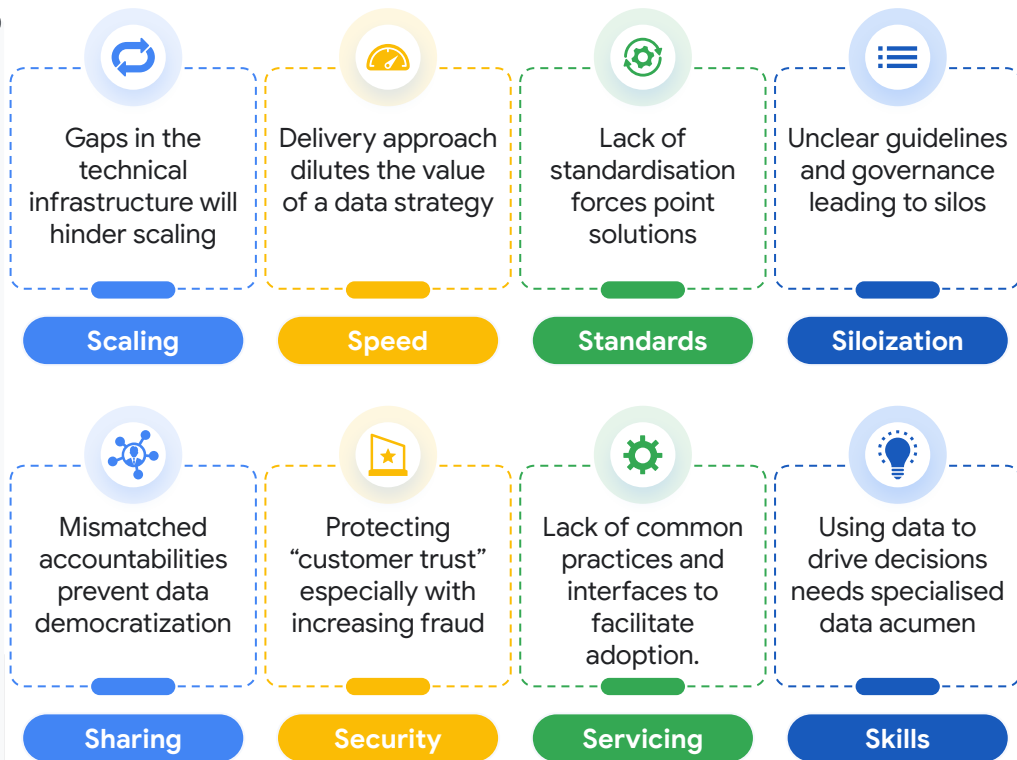 Gaps in the
technical
infrastructure will
hinder scaling
Scaling
Delivery approach
dilutes the value
of a data strategy
Speed
Lack of
standardisation
forces point
solutions
Standards
Unclear guidelines
and governance
leading to silos
Siloization
Mismatched
accountabilities
prevent data
democratization
Sharing
Protecting
“customer trust”
especially with
increasing fraud
Security
Lack of common
practices and
interfaces to
facilitate
adoption.
Servicing
Using data to
drive decisions
needs specialised
data acumen
Skills